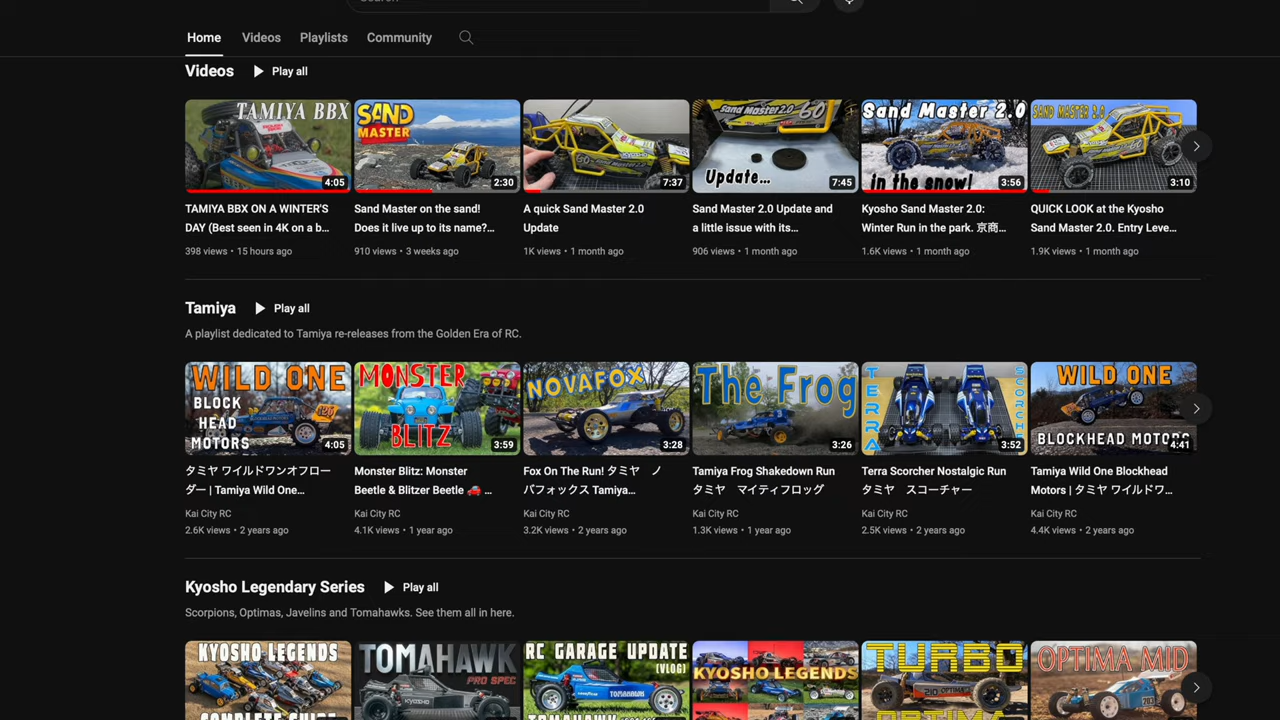 Home Videos Playlists Community
Videos Play all
TAMIYA BBX
4:05
SAND
MASTER
2:30
7:37
Sand Master 2.0 60
Update...
7:45
Sand Master 2.0
in the snow!
3:56
SAND MASTER 2.0
3:10
TAMIYA BBX ON A WINTER'S
DAY (Best seen in 4K on a b...
398 views • 15 hours ago
Sand Master on the sand!
Does it live up to its name?...
910 views • 3 weeks ago
A quick Sand Master 2.0
Update
1K views • 1 month ago
Sand Master 2.0 Update and
a little issue with its...
906 views • 1 month ago
Kyosho Sand Master 2.0:
Winter Run in the park. 京商...
1.6K views • 1 month ago
QUICK LOOK at the Kyosho
Sand Master 2.0. Entry Leve...
1.9K views • 1 month ago
Tamiya Play all
A playlist dedicated to Tamiya re-releases from the Golden Era of RC.
WILD ONE
BLOCK
HEAD
MOTORS
4:05
MONSTER
BLITZ
3:59
NOVAFOX
3:28
The Frog
3:26
TERRA
SCORCHE
3:52
WILD ONE
BLOCKHEAD MOTORS
4:41
タミヤ ワイルドワンオフロー
ダー | Tamiya Wild One...
Kai City RC
2.6K views • 2 years ago
Monster Blitz: Monster
Beetle & Blitzer Beetle 🚗 ...
Kai City RC
4.1K views • 1 year ago
Fox On The Run! タミヤ ノ
バフォックス Tamiya...
Kai City RC
3.2K views • 2 years ago
Tamiya Frog Shakedown Run
タミヤ マイティフロッグ
Kai City RC
1.3K views • 1 year ago
Terra Scorcher Nostalgic Run
タミヤ スコーチャー
Kai City RC
2.5K views • 2 years ago
Tamiya Wild One Blockhead
Motors | タミヤ ワイルドワ...
Kai City RC
4.4K views • 2 years ago
Kyosho Legendary Series Play all
Scorpions, Optimas, Javelins and Tomahawks. See them all in here.
KYOSHO LEGENDS
COMPLETE GUIDE
TOMAHAWK
PRO SPEC
RC GARAGE UPDATE
(VLOG)
TOMAHAWK
KYOSHO LEGENDS
TURBO
OPTIMA
OPTIMA MID